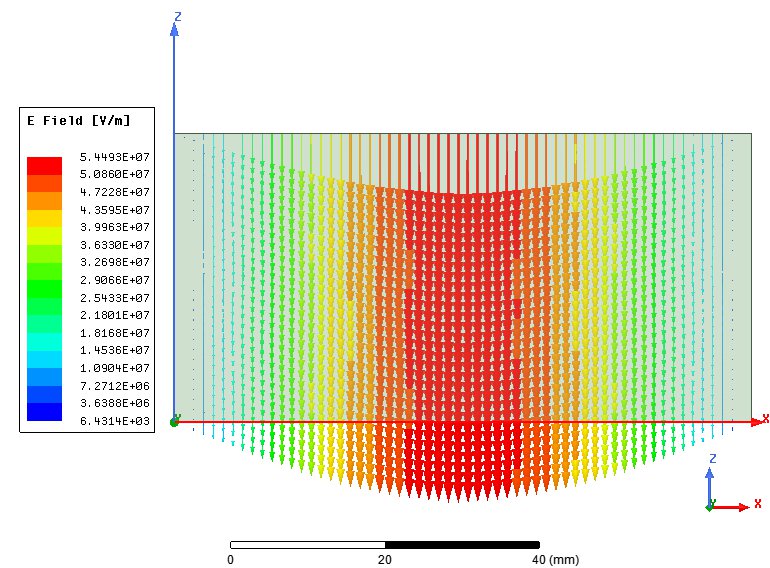 Z
E Field [V/m]
5.4493E+07
5.0860E+07
4.7228E+07
4.3595E+07
3.9963E+07
3.6330E+07
3.2698E+07
2.9066E+07
2.5433E+07
2.1801E+07
1.8168E+07
1.4536E+07
1.0904E+07
7.2712E+06
3.6388E+06
6.4314E+03
Y
X
Z
Y
X
0
20
40 (mm)